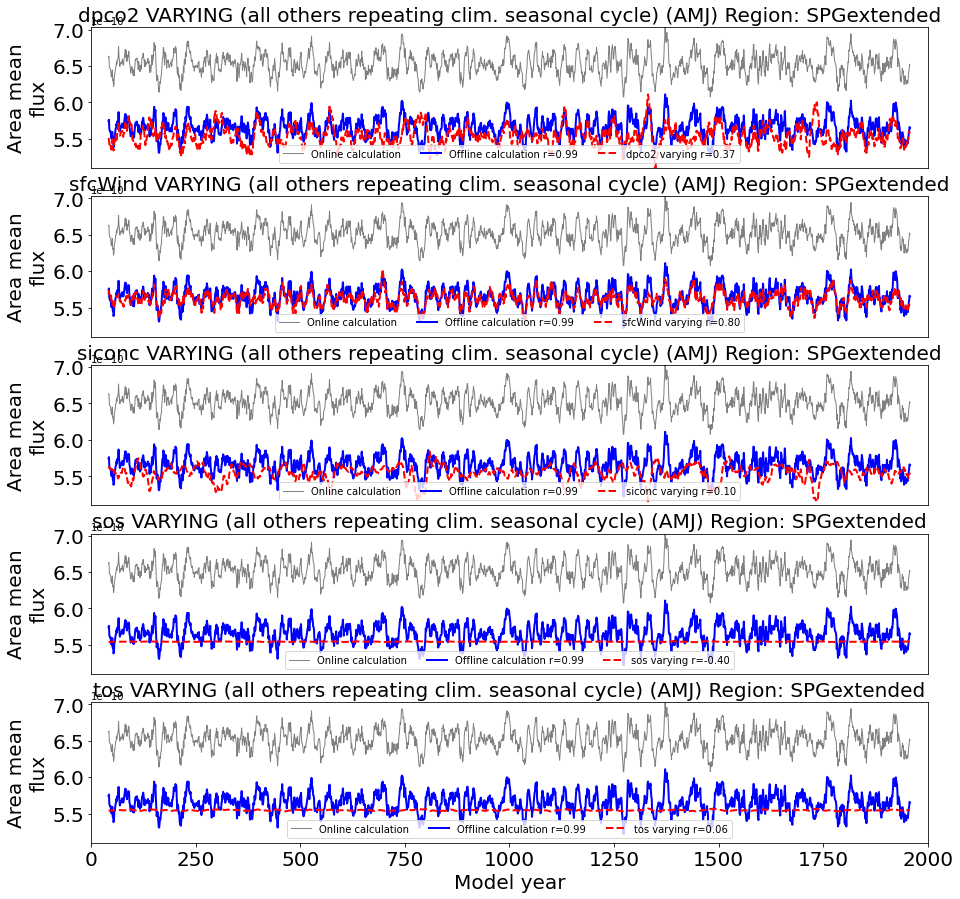 dpco2 VARYING (all others repeating clim. seasonal cycle) (AMJ) Region: SPGextended
1e−10
7.0
6.5
6.0
5.5
Area mean
flux
Online calculation
Offline calculation r=0.99
dpco2 varying r=0.37
sfcWind VARYING (all others repeating clim. seasonal cycle) (AMJ) Region: SPGextended
1e−10
7.0
6.5
6.0
5.5
Area mean
flux
Online calculation
Offline calculation r=0.99
sfcWind varying r=0.80
siconc VARYING (all others repeating clim. seasonal cycle) (AMJ) Region: SPGextended
1e−10
7.0
6.5
6.0
5.5
Area mean
flux
Online calculation
Offline calculation r=0.99
siconc varying r=0.10
sos VARYING (all others repeating clim. seasonal cycle) (AMJ) Region: SPGextended
1e−10
7.0
6.5
6.0
5.5
Area mean
flux
Online calculation
Offline calculation r=0.99
sos varying r=-0.40
tos VARYING (all others repeating clim. seasonal cycle) (AMJ) Region: SPGextended
1e−10
7.0
6.5
6.0
5.5
Area mean
flux
Online calculation
Offline calculation r=0.99
tos varying r=0.06
0
250
500
750
1000
1250
1500
1750
2000
Model year